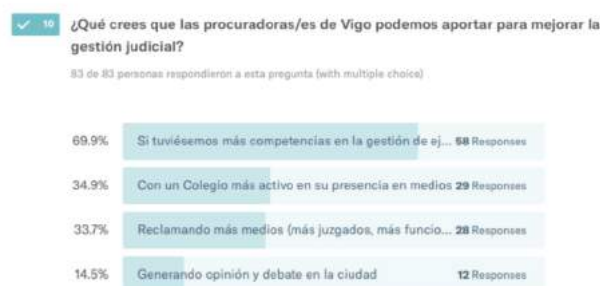 10 ¿Qué crees que las procuradoras/es de Vigo podemos aportar para mejorar la
gestión judicial?
83 de 83 personas respondieron a esta pregunta (with multiple choice)
69.9% Si tuviésemos más competencias en la gestión de ej... 58 Responses
34.9% Con un Colegio más activo en su presencia en medios 29 Responses
33.7% Reclamando más medios (más juzgados, más funcio... 28 Responses
14.5% Generando opinión y debate en la ciudad 12 Responses